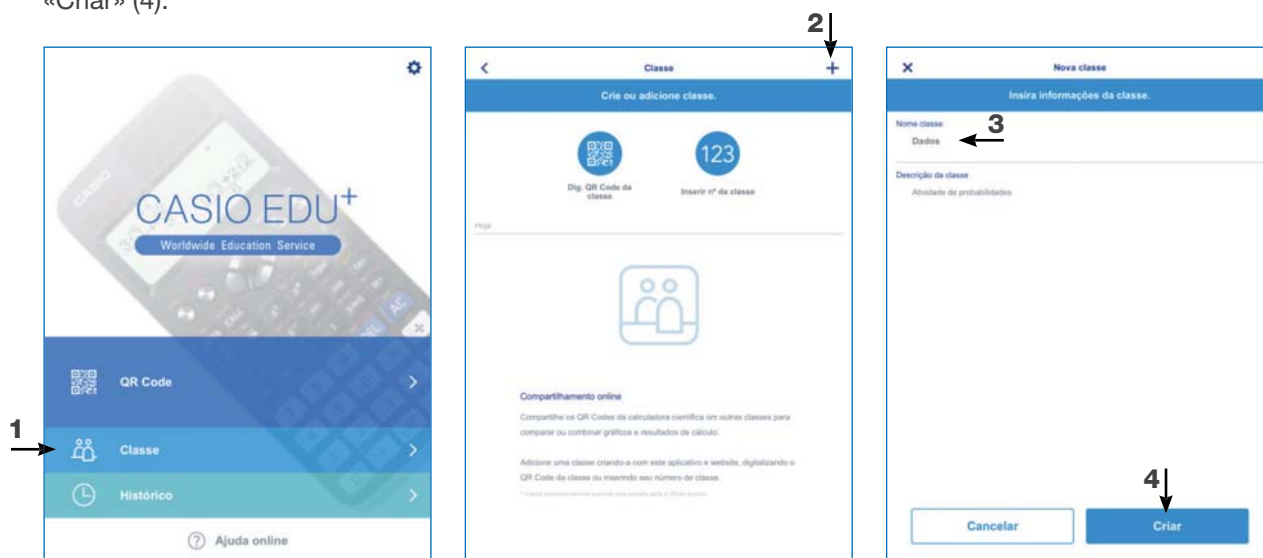 «Criar» (4).
CASIO EDU+
Worldwide Education Service
QR Code
1
Classe
Histórico
? Ajuda online
2
Classe
Crie ou adicione classe.
123
Dig. QR Code da
classe
Inserir nº da classe
Hoje
Compartilhamento online
Compartilhe os QR Codes da calculadora científica om outras classes para
comparar ou combinar gráficos e resultados de cálculo.
Adicione uma classe criando-a com este aplicativo e website, digitalizando o
QR Code da classe ou inserindo seu número de classe.
Nova classe
Insira informações da classe.
Nome classe
3
Dados
Descrição da classe
Atividade de probabilidades
4
Cancelar
Criar